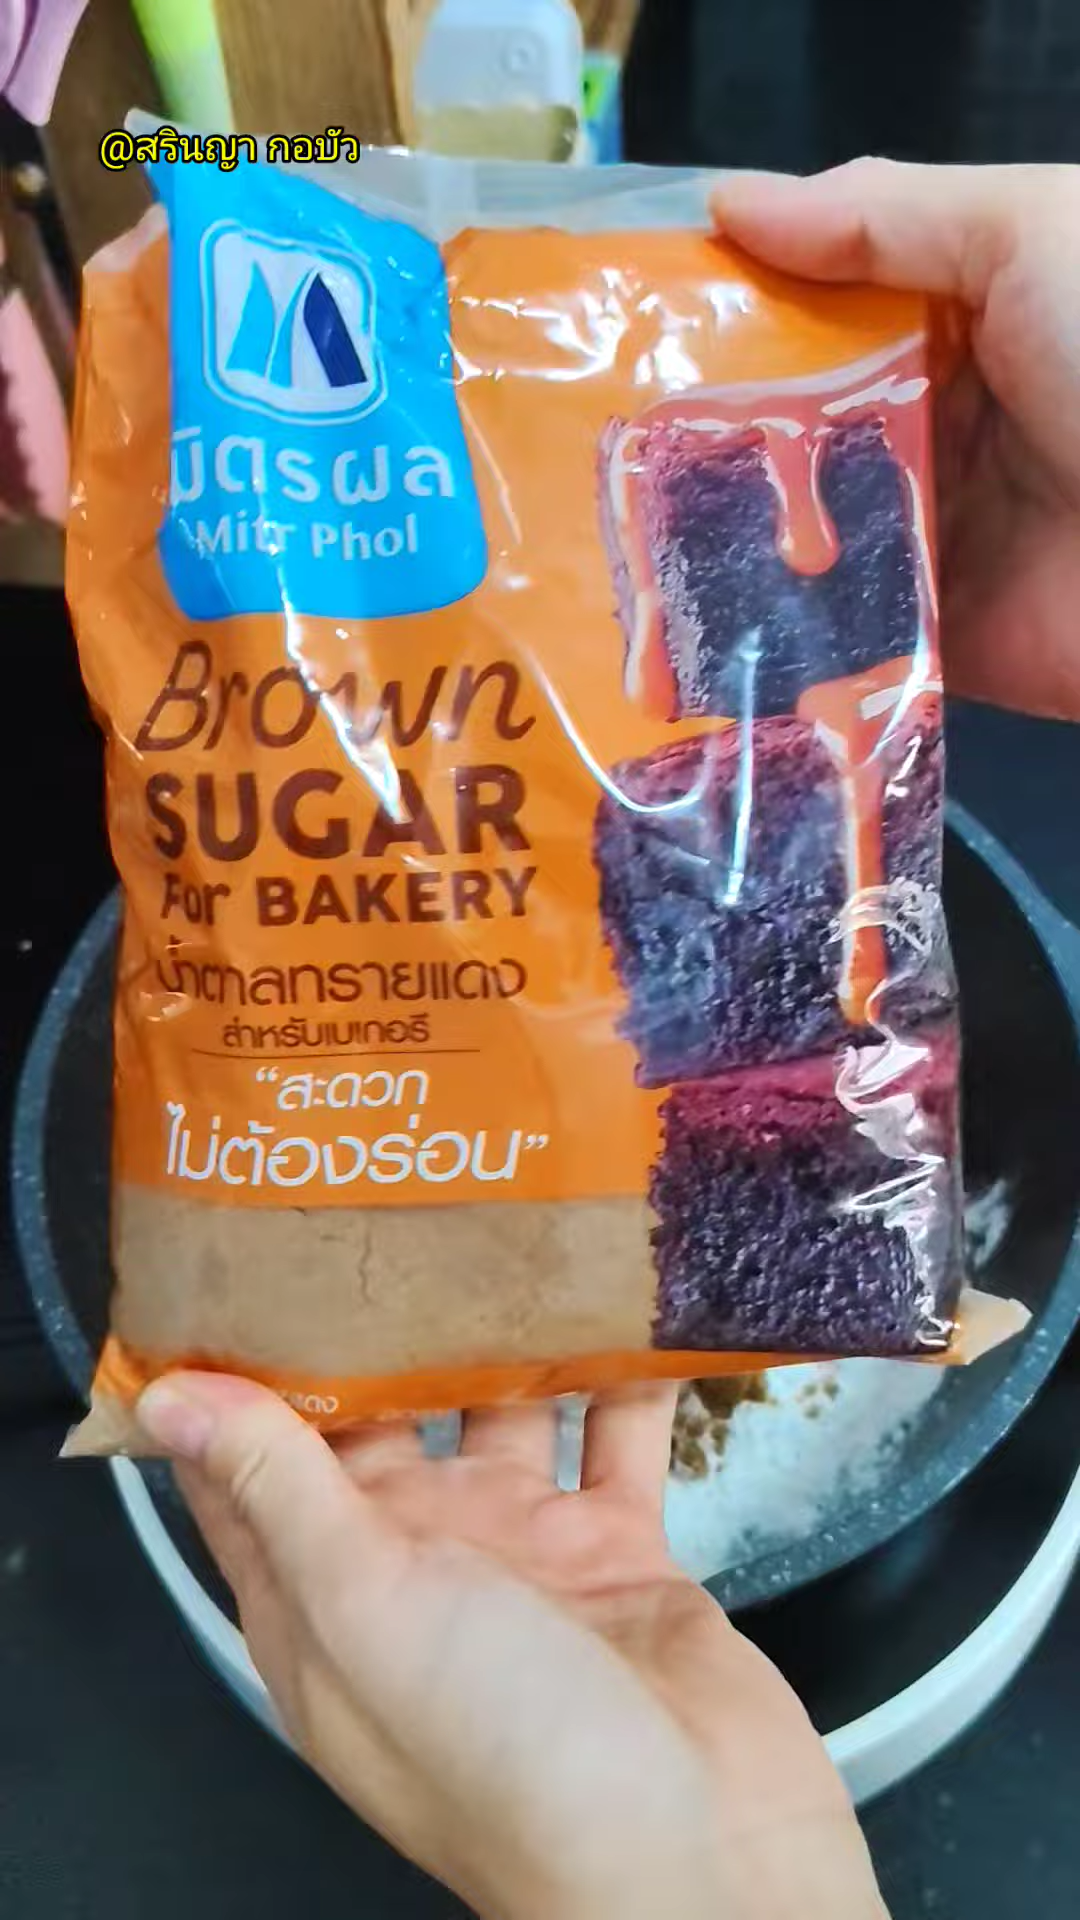 @สรินญา กอบัว
มิตรผล
Mitr Phol
Brown
SUGAR
For BAKERY
น้ำตาลทรายแดง
สำหรับเบเกอรี
“สะดวก
ไม่ต้องร่อน”